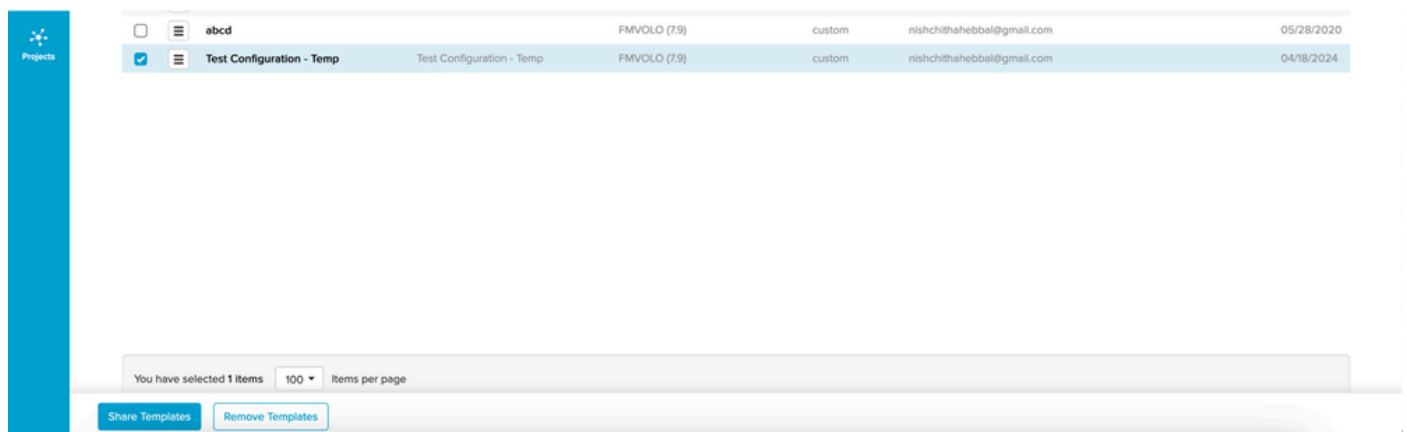 Projects
abcd FMVOLO (7.9) custom nishchithahebbal@gmail.com 05/28/2020
Test Configuration - Temp Test Configuration - Temp FMVOLO (7.9) custom nishchithahebbal@gmail.com 04/18/2024
You have selected 1 items 100 Items per page
Share Templates Remove Templates